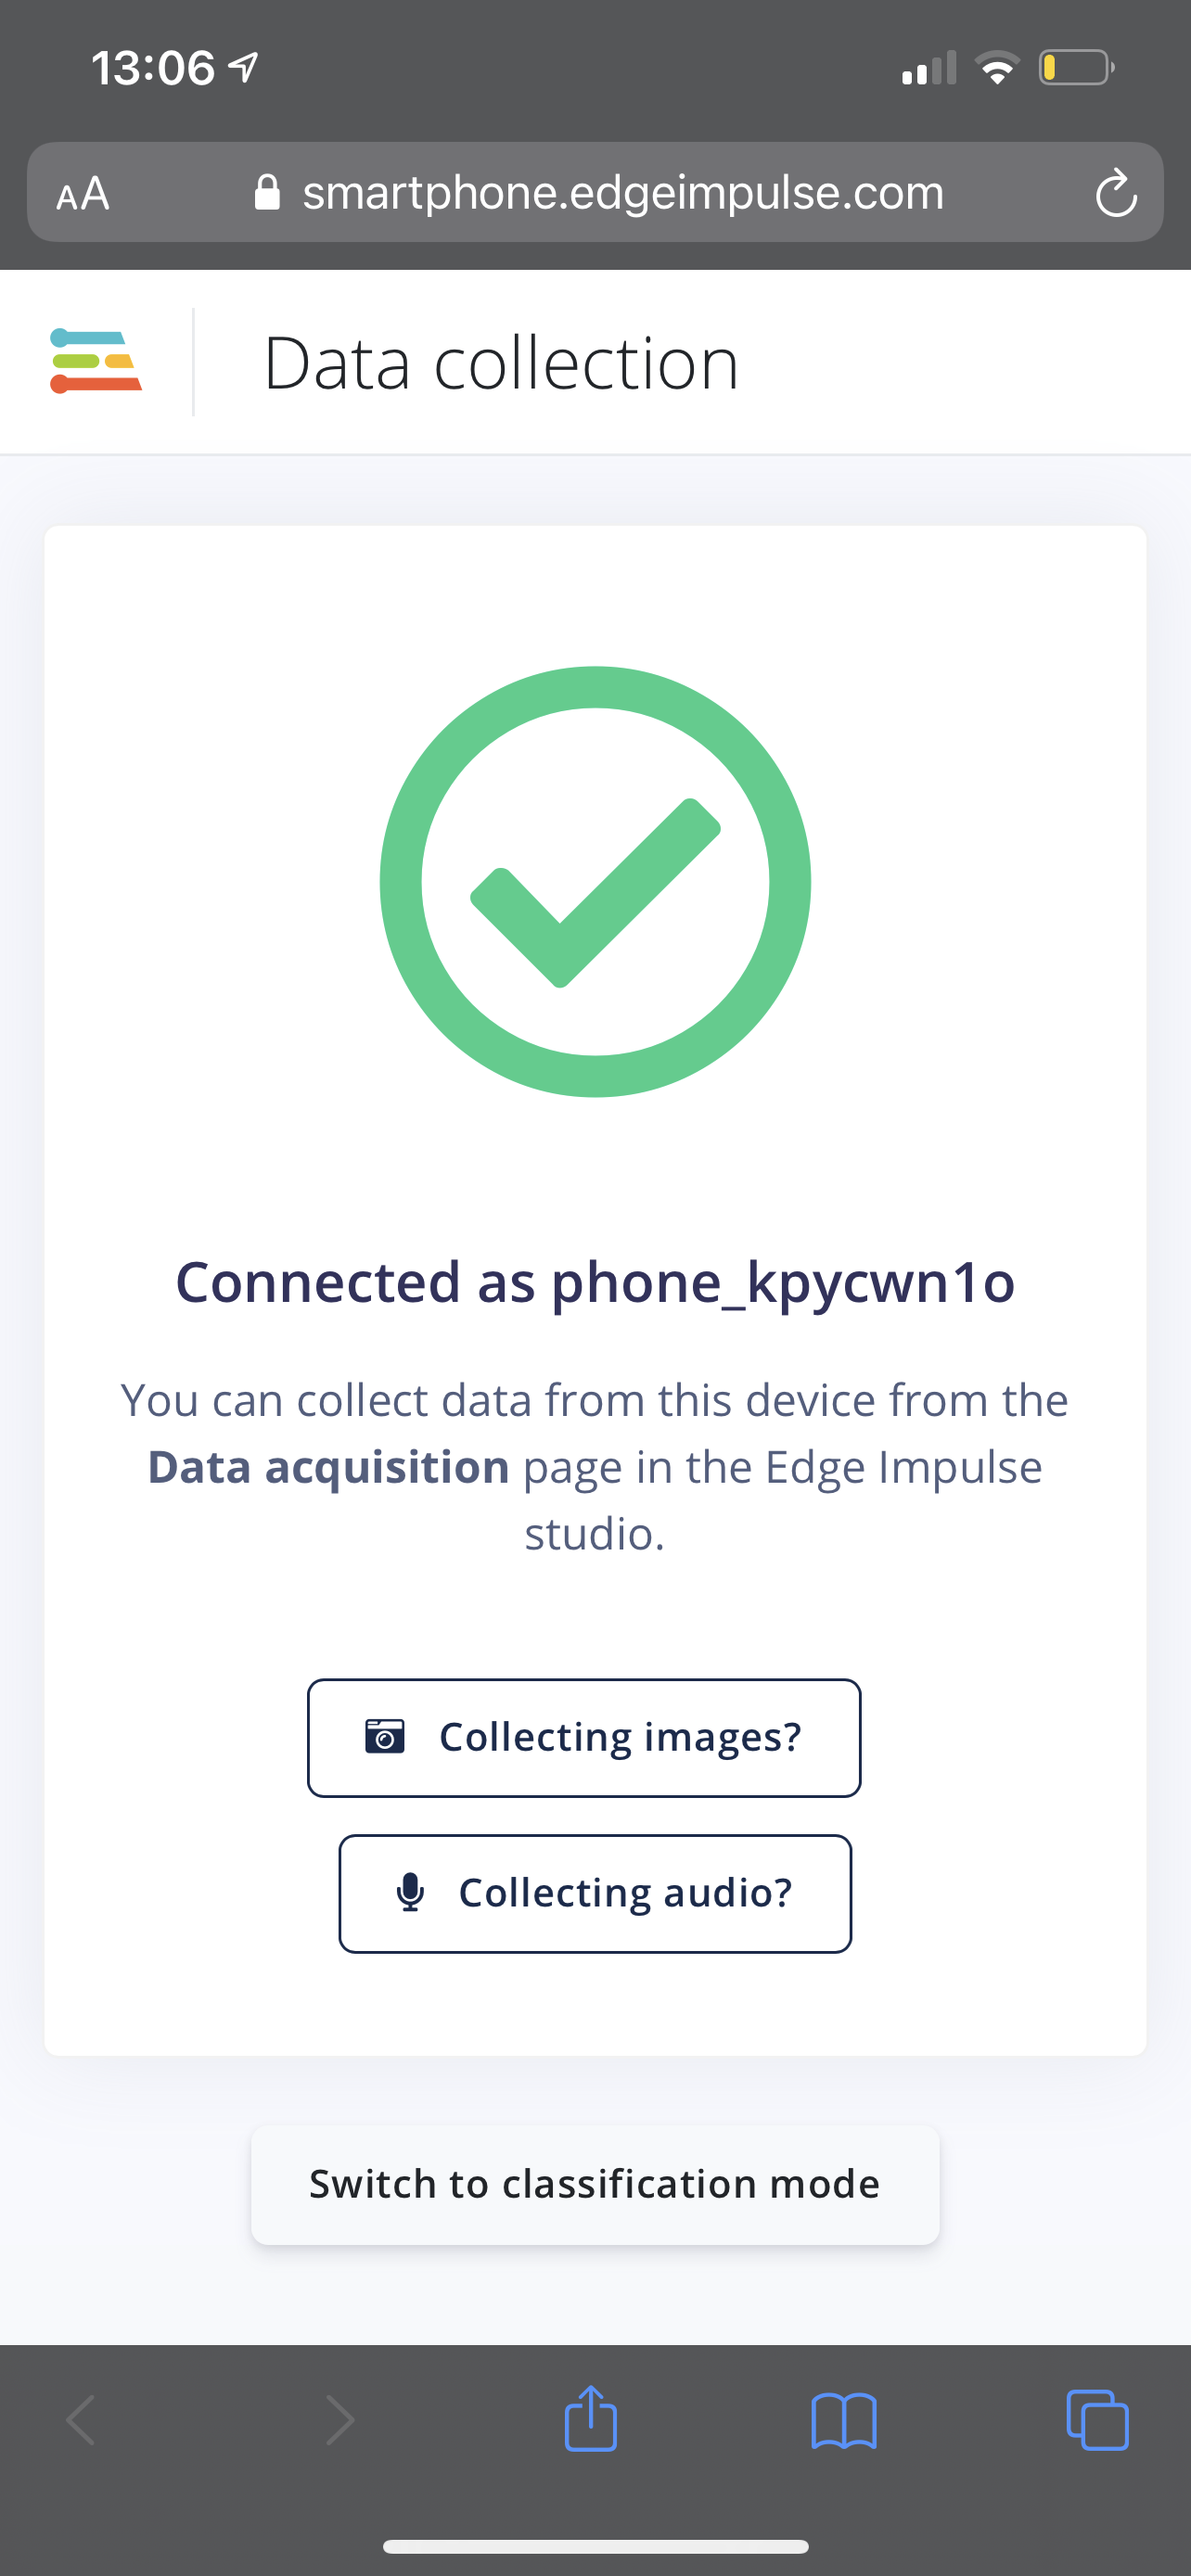 13:06
AA smartphone.edgeimpulse.com
Data collection
Connected as phone_kpycwn1o
You can collect data from this device from the
Data acquisition page in the Edge Impulse
studio.
Collecting images?
Collecting audio?
Switch to classification mode